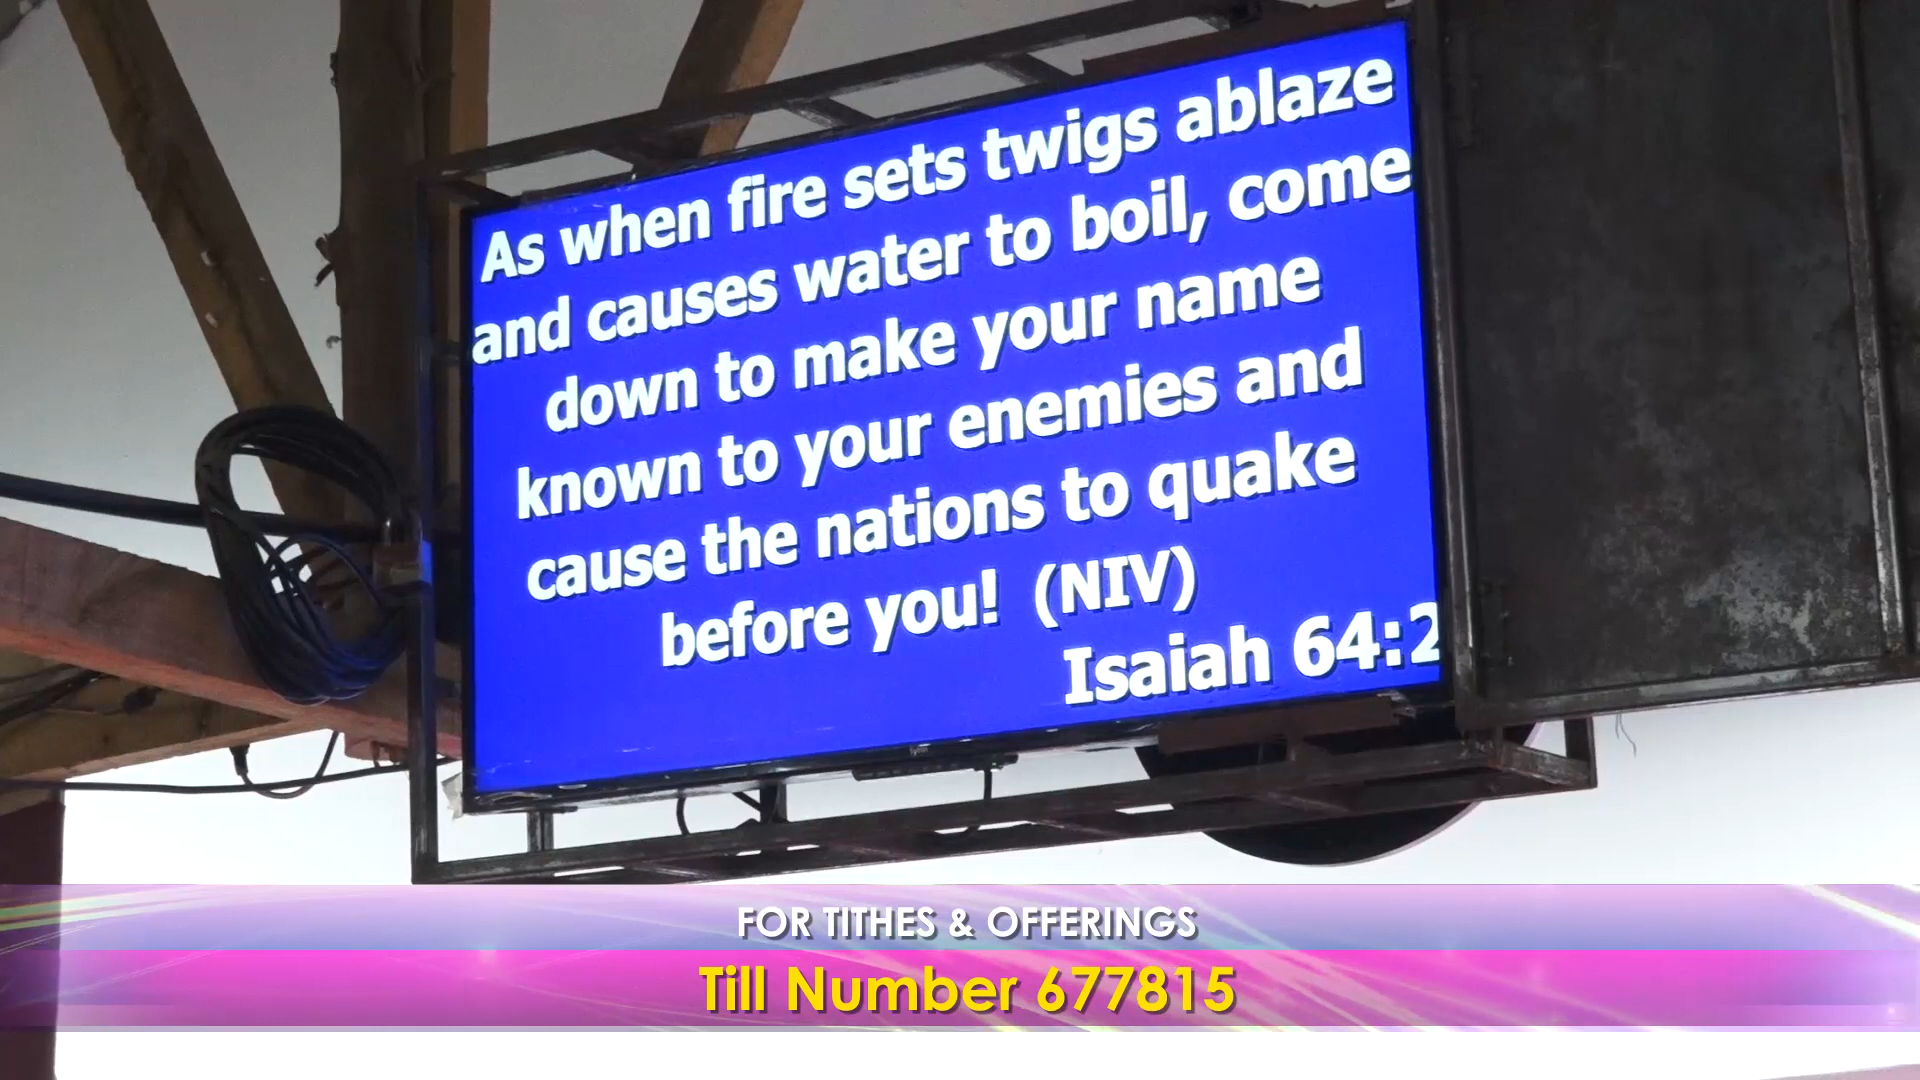 As when fire sets twigs ablaze
and causes water to boil, come
down to make your name
known to your enemies and
cause the nations to quake
before you! (NIV)
Isaiah 64:2
FOR TITHES & OFFERINGS
Till Number 677815